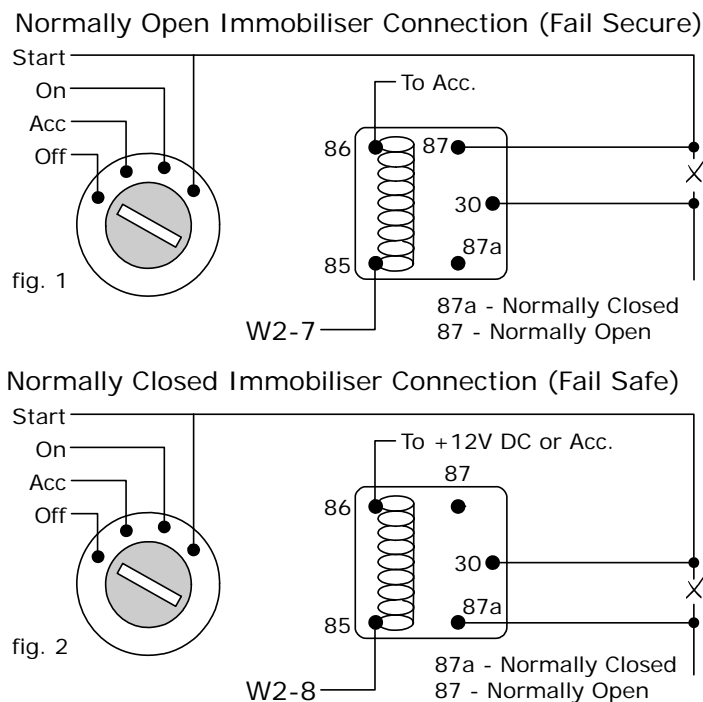 Normally Open Immobiliser Connection (Fail Secure)
Start
On
Acc
Off
To Acc.
86
87
30
87a
85
fig. 1
W2-7
87a - Normally Closed
87 - Normally Open
Normally Closed Immobiliser Connection (Fail Safe)
Start
On
Acc
Off
To +12V DC or Acc.
87
86
30
87a
85
fig. 2
W2-8
87a - Normally Closed
87 - Normally Open